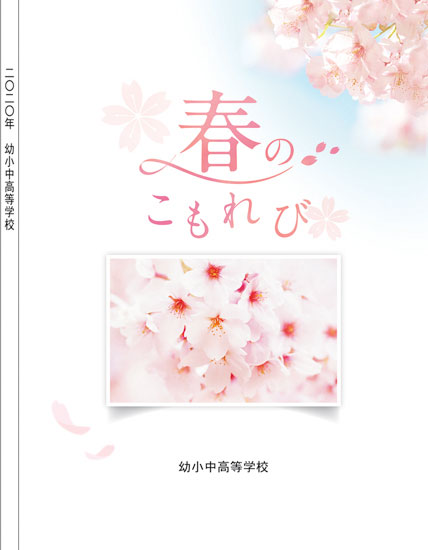 二〇二〇年　幼小中高等学校
春の
こもれび
幼小中高等学校